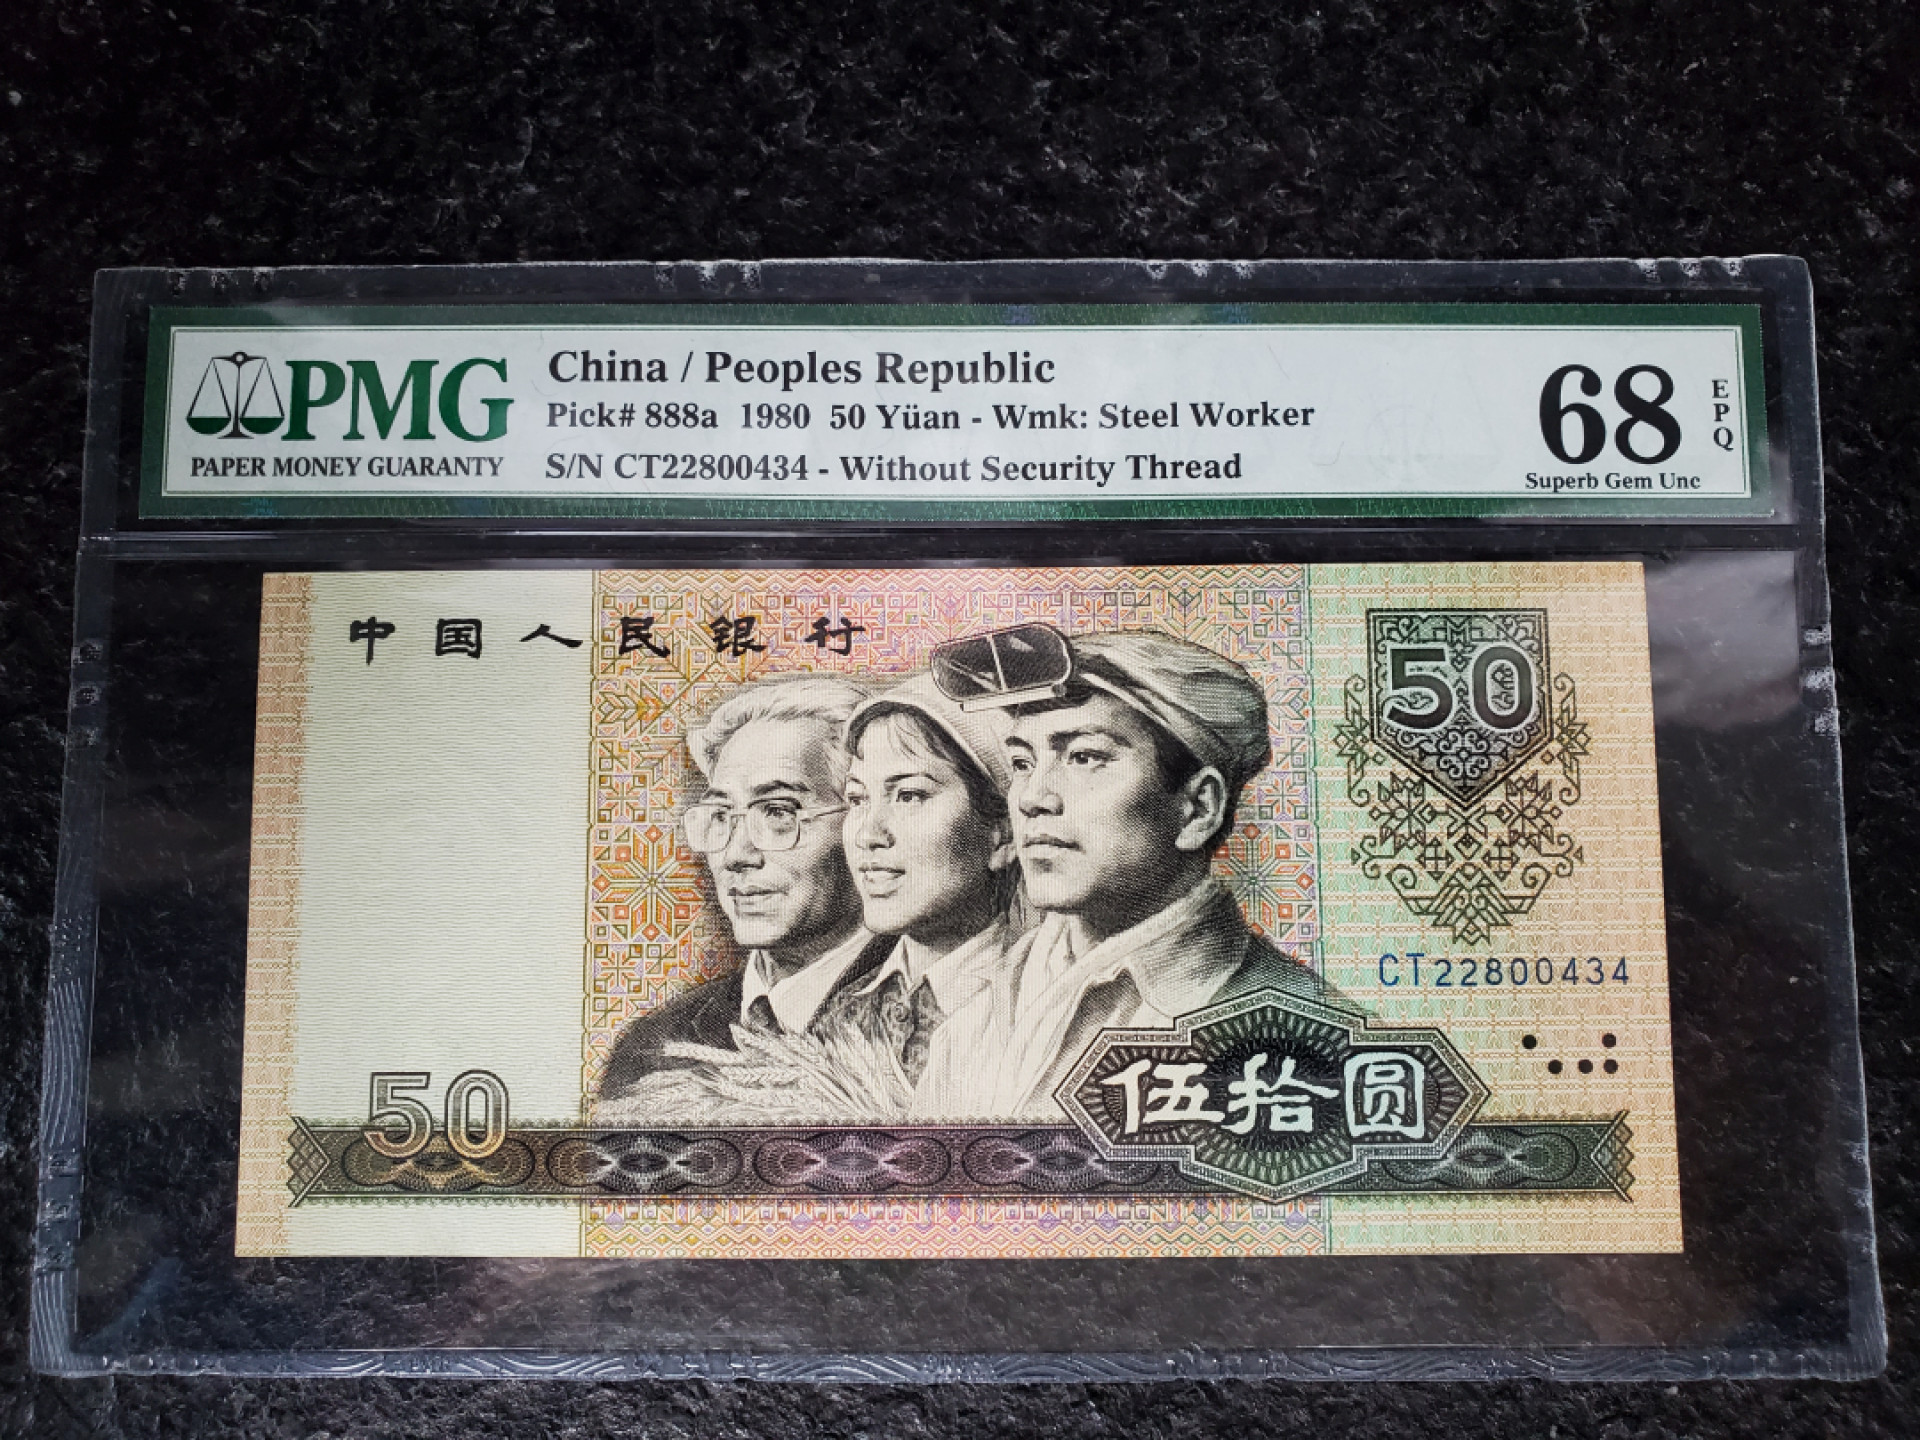 PMG
PAPER MONEY GUARANTY
China / Peoples Republic
Pick# 888a 1980 50 Yüan - Wmk: Steel Worker
S/N CT22800434 - Without Security Thread
68
EPQ
Superb Gem Unc
中国人民银行
50
CT22800434
50
伍拾圆